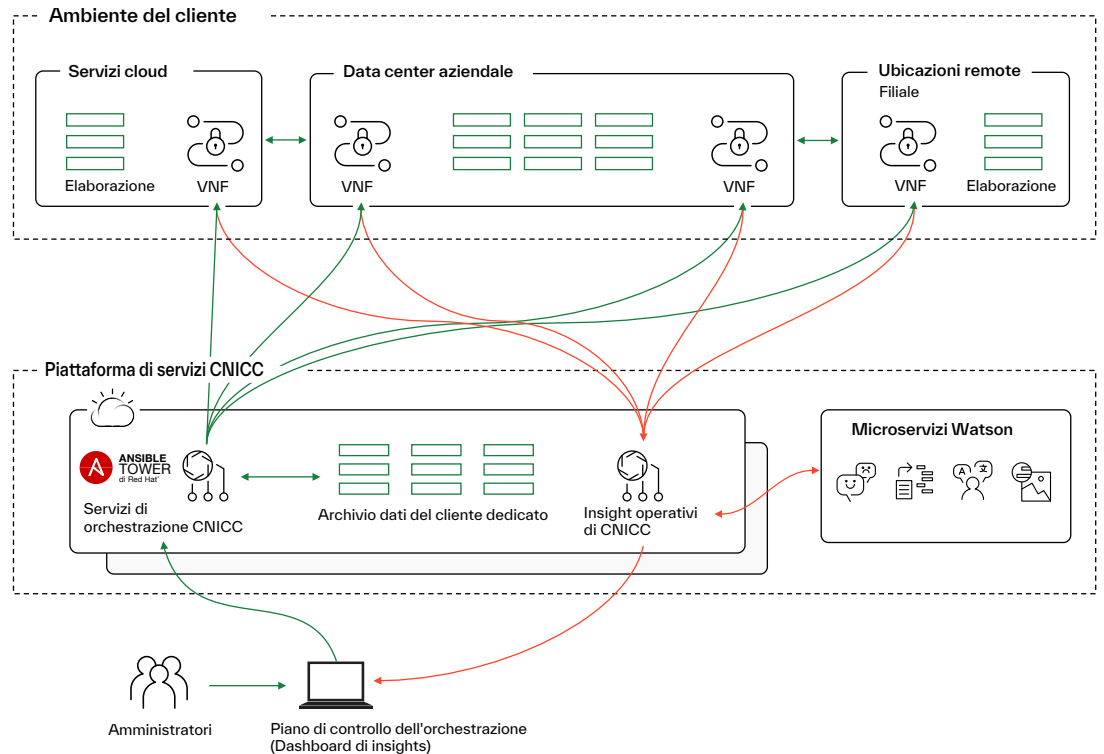 Ambiente del cliente
Servizi cloud
Elaborazione
VNF
Data center aziendale
VNF
VNF
Ubicazioni remote
Filiale
VNF
Elaborazione
Piattaforma di servizi CNICC
ANSIBLE
TOWER
di Red Hat®
Servizi di
orchestrazione CNICC
Archivio dati del cliente dedicato
Insight operativi
di CNICC
Microservizi Watson
A 文
Amministratori
Piano di controllo dell'orchestrazione
(Dashboard di insights)